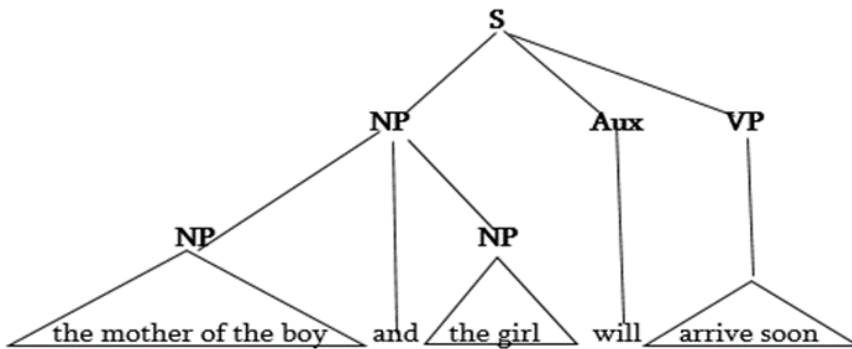 S
NP Aux VP
NP NP
the mother of the boy and the girl will arrive soon